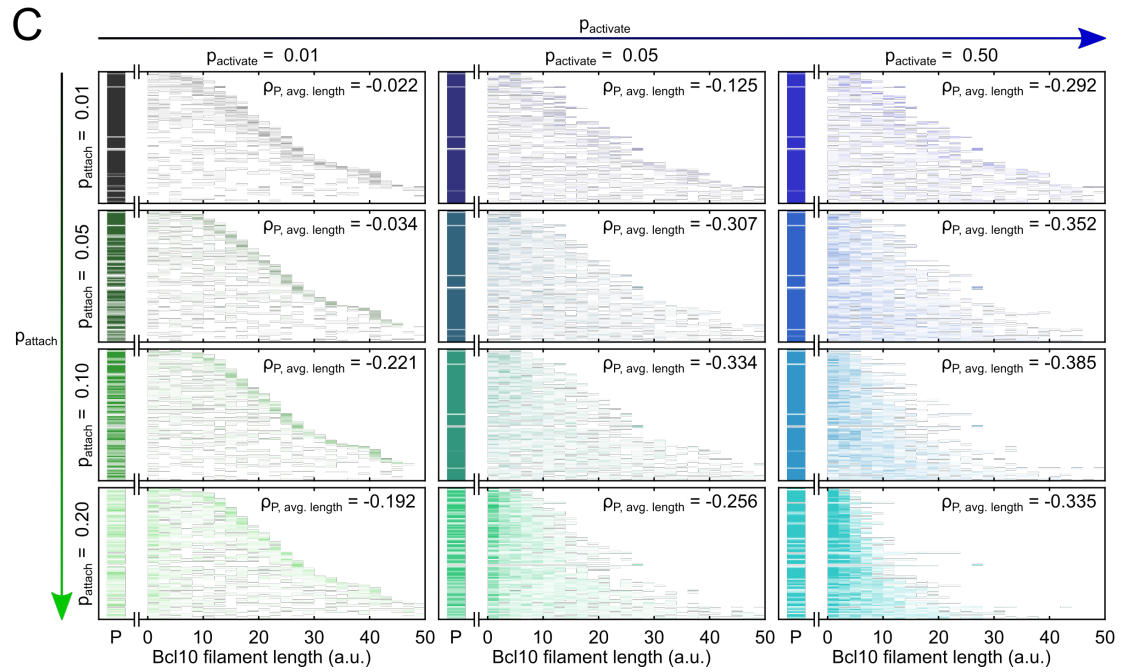 C
p_activate
p_activate = 0.01
p_activate = 0.05
p_activate = 0.50
p_attach
p_attach = 0.01
ρ_P, avg. length = -0.022
ρ_P, avg. length = -0.125
ρ_P, avg. length = -0.292
p_attach = 0.05
ρ_P, avg. length = -0.034
ρ_P, avg. length = -0.307
ρ_P, avg. length = -0.352
p_attach = 0.10
ρ_P, avg. length = -0.221
ρ_P, avg. length = -0.334
ρ_P, avg. length = -0.385
p_attach = 0.20
ρ_P, avg. length = -0.192
ρ_P, avg. length = -0.256
ρ_P, avg. length = -0.335
P 0 10 20 30 40 50
P 0 10 20 30 40 50
P 0 10 20 30 40 50
Bcl10 filament length (a.u.)
Bcl10 filament length (a.u.)
Bcl10 filament length (a.u.)